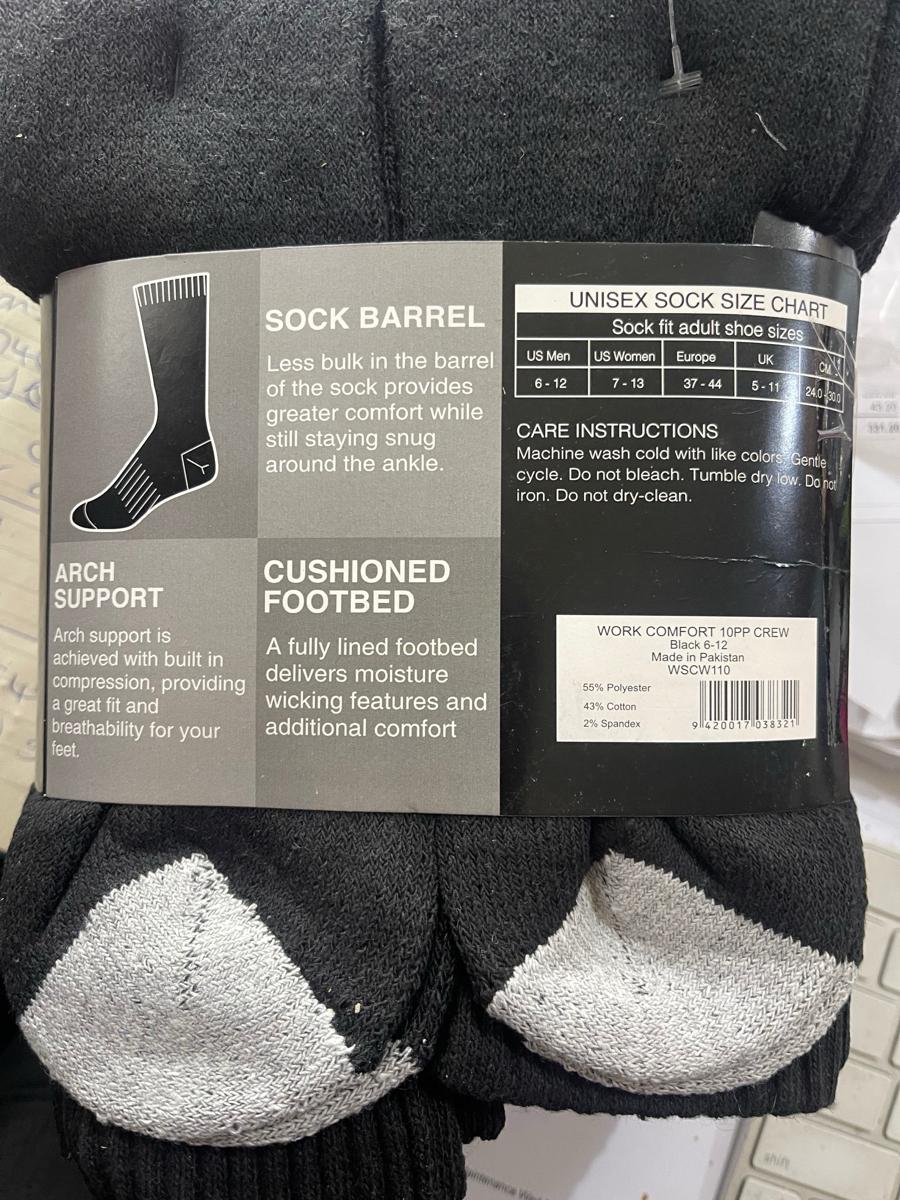 SOCK BARREL
Less bulk in the barrel
of the sock provides
greater comfort while
still staying snug
around the ankle.
ARCH
SUPPORT
Arch support is
achieved with built in
compression, providing
a great fit and
breathability for your
feet.
CUSHIONED
FOOTBED
A fully lined footbed
delivers moisture
wicking features and
additional comfort
UNISEX SOCK SIZE CHART
Sock fit adult shoe sizes
US Men US Women Europe UK CM
6 - 12 7 - 13 37 - 44 5 - 11 24.0 - 30.0
CARE INSTRUCTIONS
Machine wash cold with like colors. Gentle
cycle. Do not bleach. Tumble dry low. Do not
iron. Do not dry-clean.
WORK COMFORT 10PP CREW
Black 6-12
Made in Pakistan
WSCW110
55% Polyester
43% Cotton
2% Spandex
9 420017 038321
shift